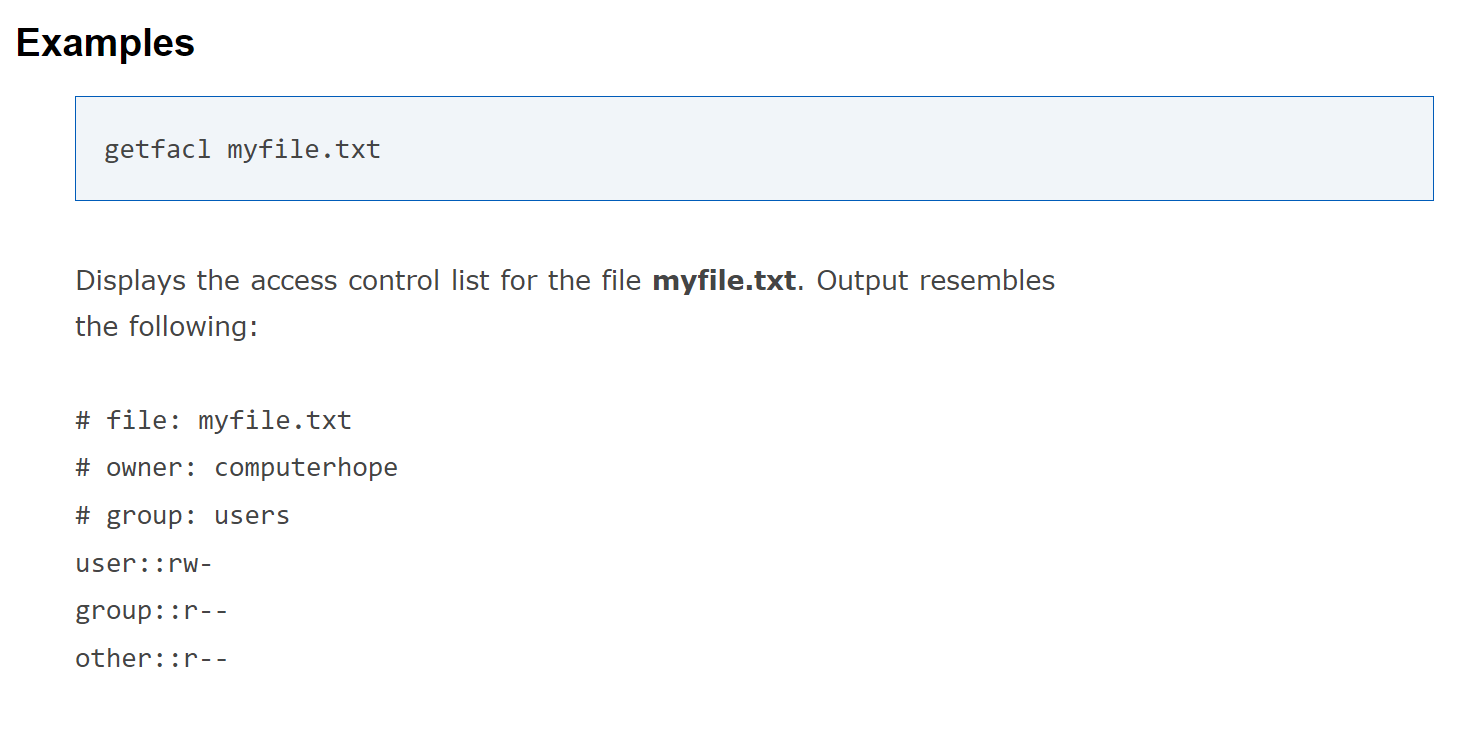 Examples
getfacl myfile.txt
Displays the access control list for the file myfile.txt. Output resembles
the following:
# file: myfile.txt
# owner: computerhope
# group: users
user::rw-
group::r--
other::r--